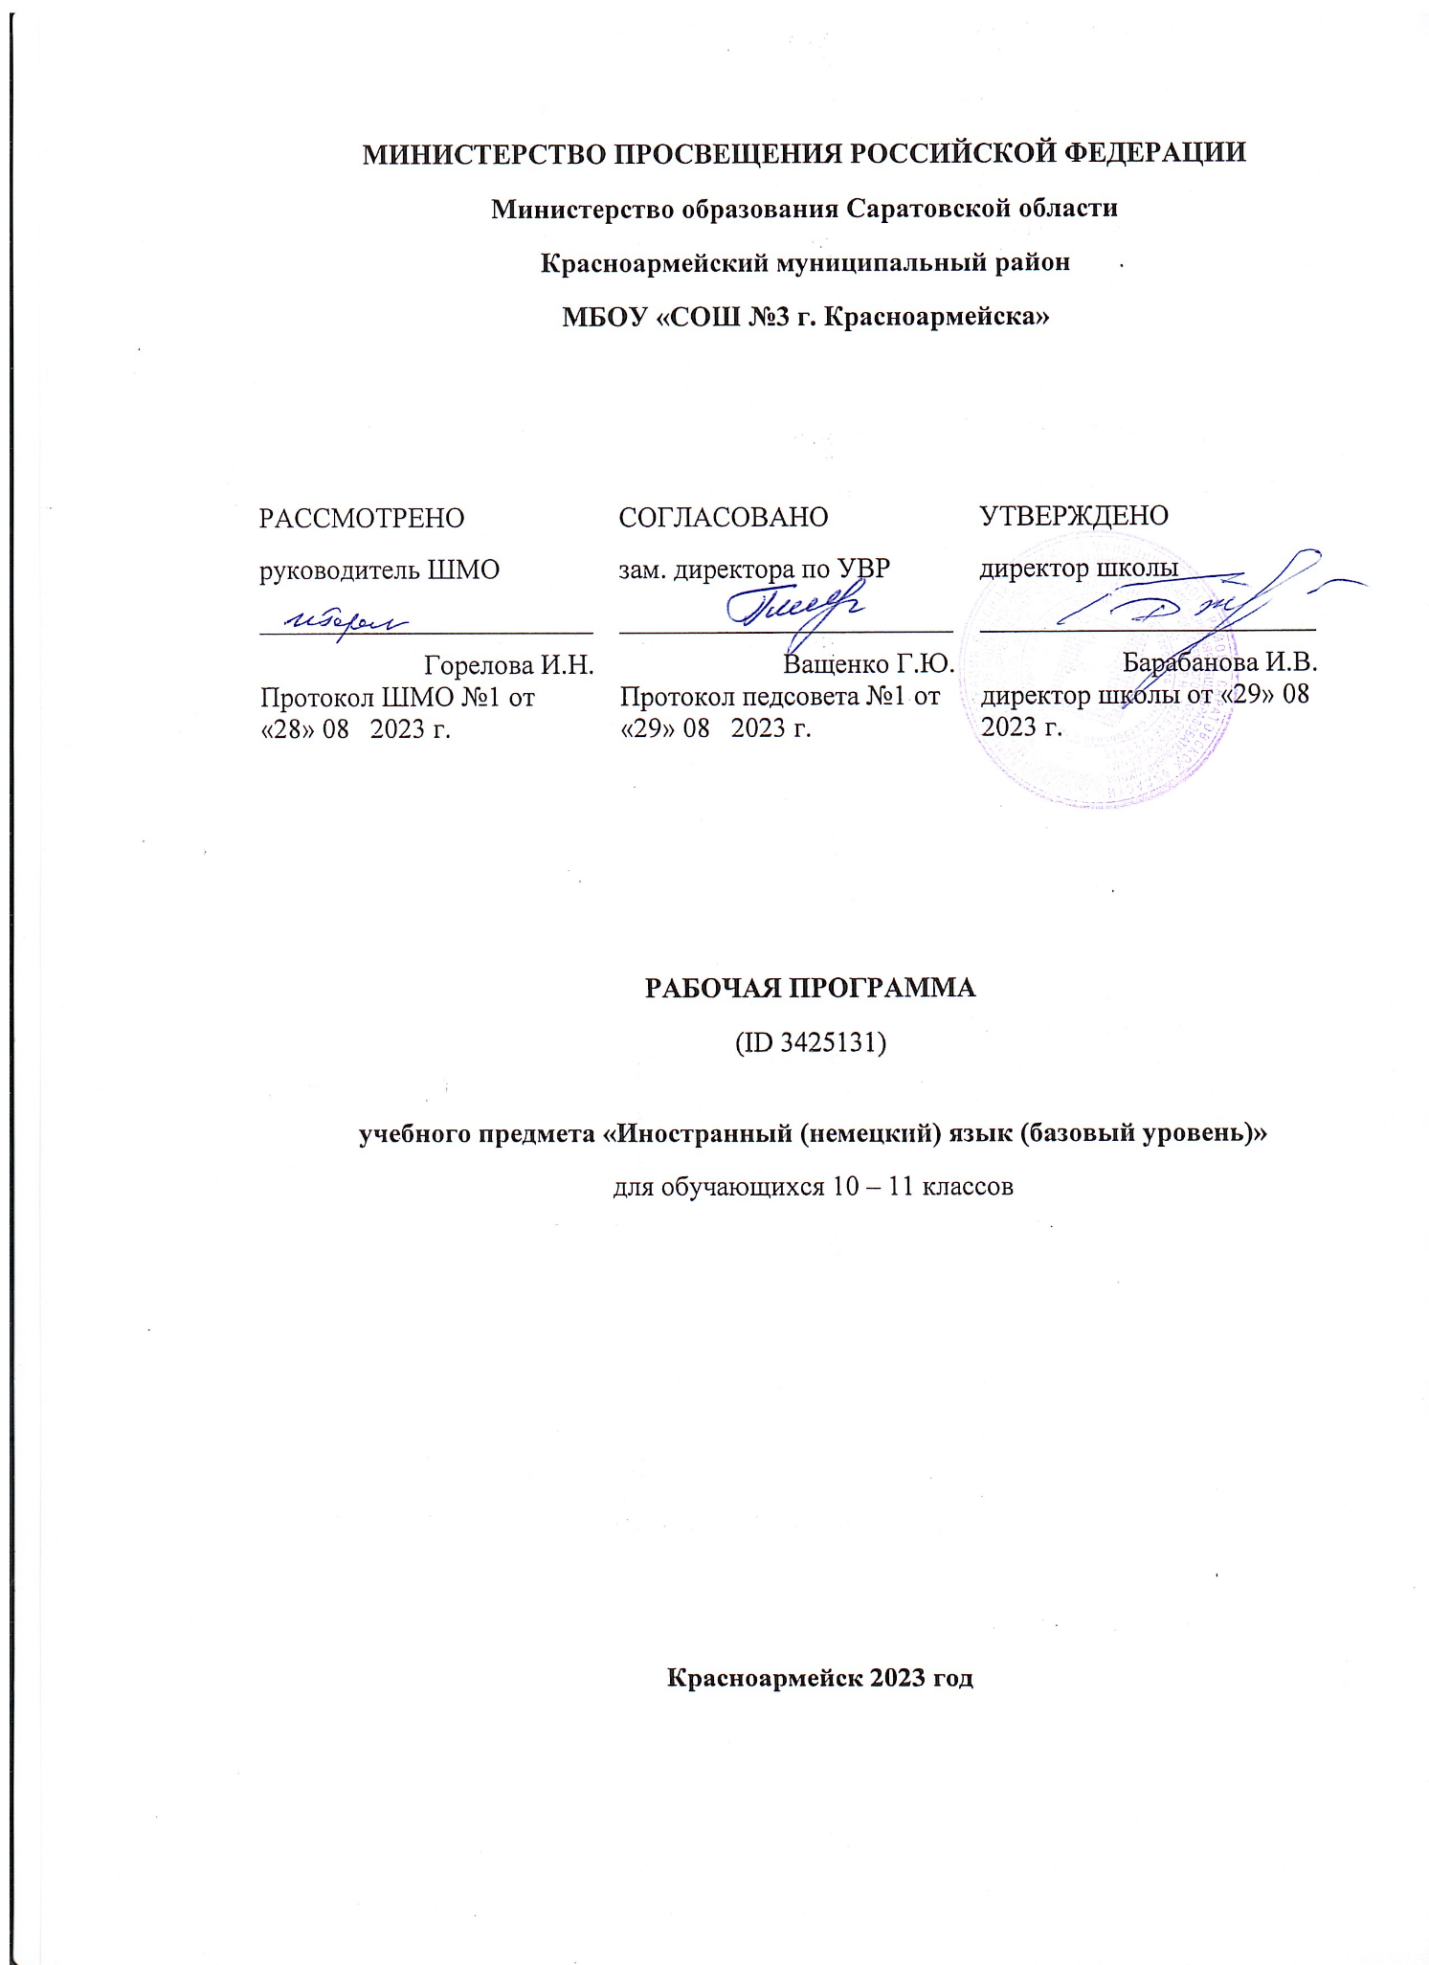 МИНИСТЕРСТВО ПРОСВЕЩЕНИЯ РОССИЙСКОЙ ФЕДЕРАЦИИ
Министерство образования Саратовской области
Красноармейский муниципальный район
МБОУ «СОШ №3 г. Красноармейска»
РАССМОТРЕНО
руководитель ШМО
Горелова И.Н.
Протокол ШМО №1 от
«28» 08 2023 г.
СОГЛАСОВАНО
зам. директора по УВР
Ващенко Г.Ю.
Протокол педсовета №1 от
«29» 08 2023 г.
УТВЕРЖДЕНО
директор школы
Барабанова И.В.
директор школы от «29» 08
2023 г.
РАБОЧАЯ ПРОГРАММА
(ID 3425131)
учебного предмета «Иностранный (немецкий) язык (базовый уровень)»
для обучающихся 10 – 11 классов
Красноармейск 2023 год